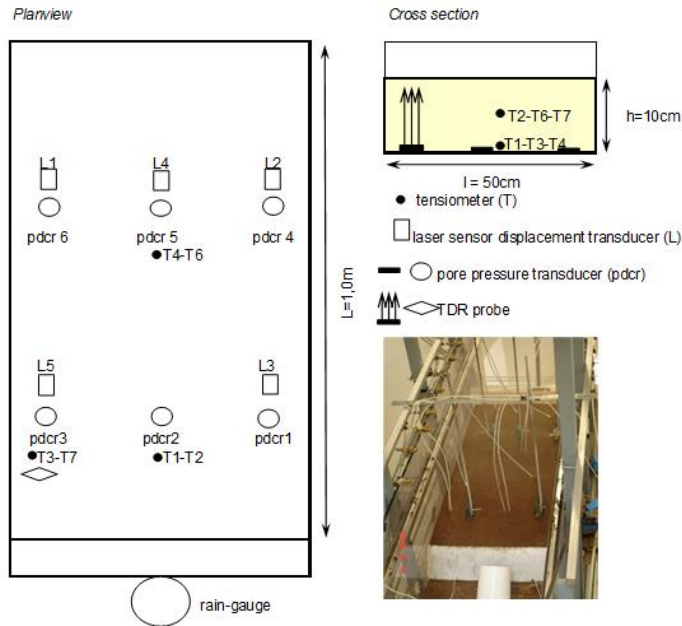 Planview
L1
L4
L2
pdcr 6
pdcr 5
pdcr 4
T4-T6
L5
L3
pdcr3
pdcr2
pdcr1
T3-T7
T1-T2
L=1,0m
rain-gauge
Cross section
T2-T6-T7
T1-T3-T4
h=10cm
l = 50cm
tensiometer (T)
laser sensor displacement transducer (L)
pore pressure transducer (pdcr)
TDR probe